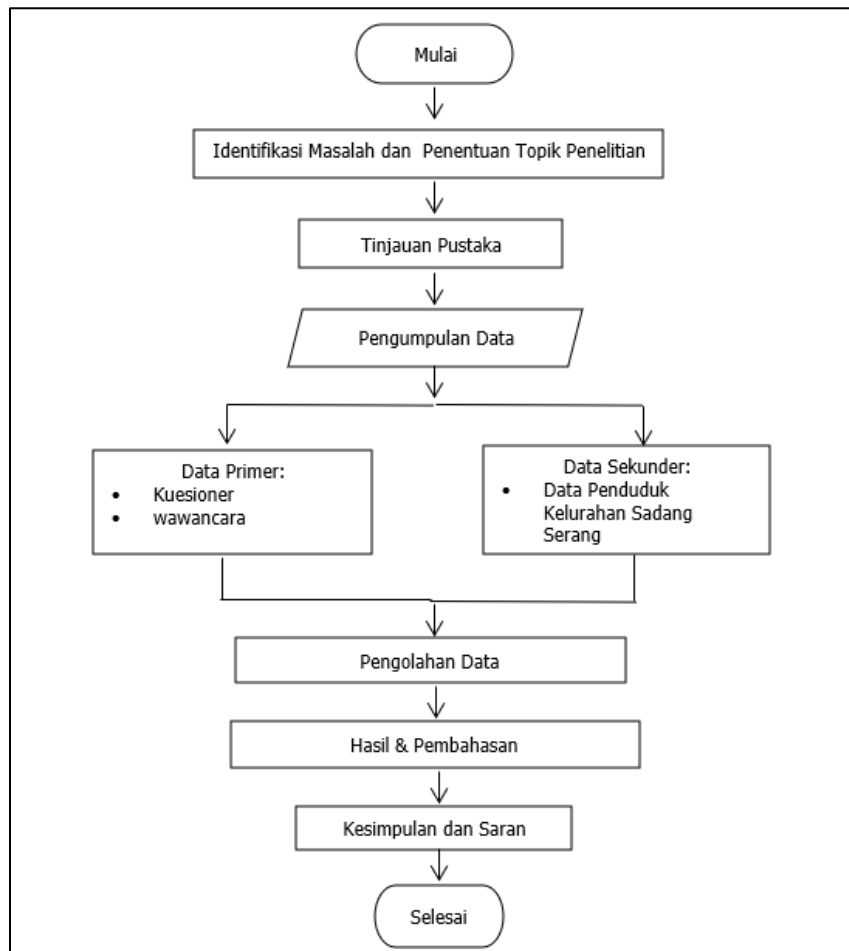 Mulai
Identifikasi Masalah dan Penentuan Topik Penelitian
Tinjauan Pustaka
Pengumpulan Data
Data Primer:
• Kuesioner
• wawancara
Data Sekunder:
• Data Penduduk
Kelurahan Sadang
Serang
Pengolahan Data
Hasil & Pembahasan
Kesimpulan dan Saran
Selesai